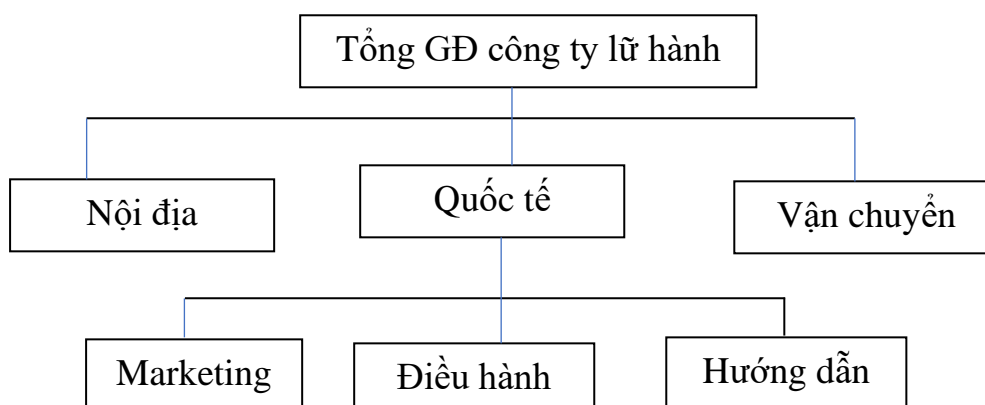 Tổng GĐ công ty lữ hành
Nội địa
Quốc tế
Vận chuyển
Marketing
Điều hành
Hướng dẫn